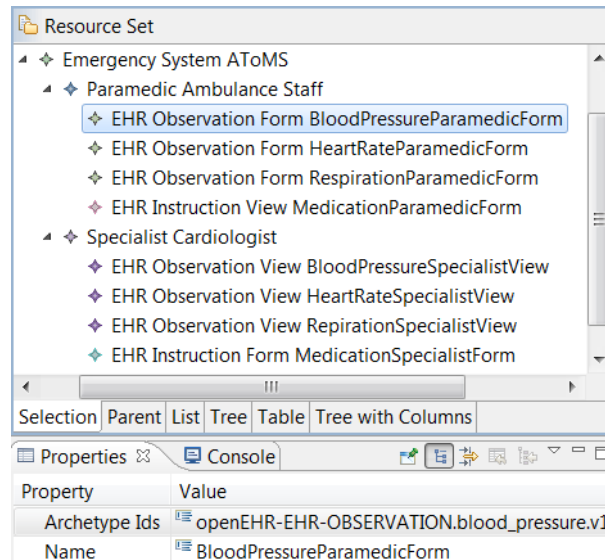 Resource Set
Emergency System AToMS
Paramedic Ambulance Staff
EHR Observation Form BloodPressureParamedicForm
EHR Observation Form HeartRateParamedicForm
EHR Observation Form RespirationParamedicForm
EHR Instruction View MedicationParamedicForm
Specialist Cardiologist
EHR Observation View BloodPressureSpecialistView
EHR Observation View HeartRateSpecialistView
EHR Observation View RepirationSpecialistView
EHR Instruction Form MedicationSpecialistForm
Selection Parent List Tree Table Tree with Columns
Properties Console
Property Value
Archetype Ids openEHR-EHR-OBSERVATION.blood_pressure.v1
Name BloodPressureParamedicForm